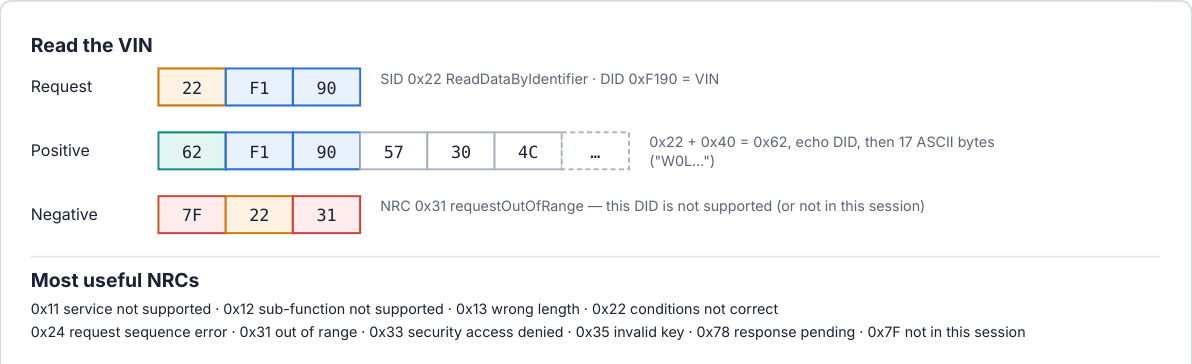 Read the VIN
Request 22 F1 90 SID 0x22 ReadDataByIdentifier · DID 0xF190 = VIN
Positive 62 F1 90 57 30 4C … 0x22 + 0x40 = 0x62, echo DID, then 17 ASCII bytes
("W0L…")
Negative 7F 22 31 NRC 0x31 requestOutOfRange — this DID is not supported (or not in this session)
Most useful NRCs
0x11 service not supported · 0x12 sub-function not supported · 0x13 wrong length · 0x22 conditions not correct
0x24 request sequence error · 0x31 out of range · 0x33 security access denied · 0x35 invalid key · 0x78 response pending · 0x7F not in this session